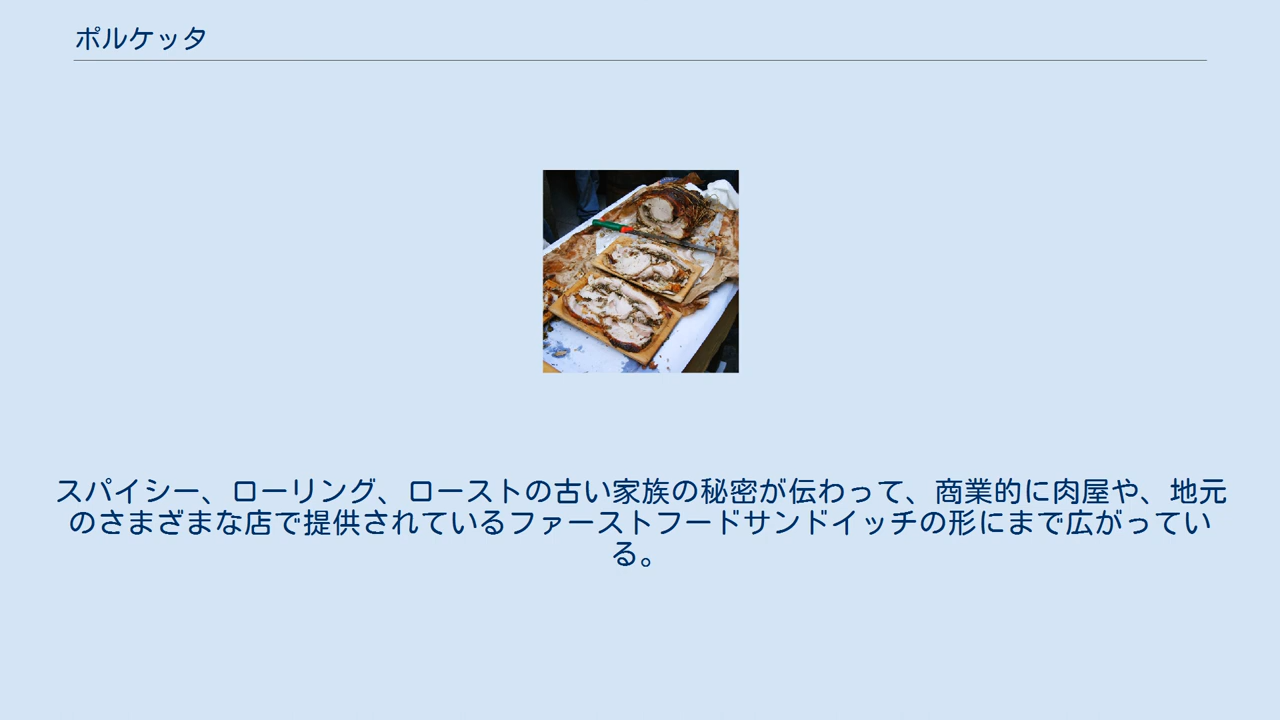 ポルケッタ
スパイシー、ローリング、ローストの古い家族の秘密が伝わって、商業的に肉屋や、地元
のさまざまな店で提供されているファーストフードサンドイッチの形にまで広がってい
る。